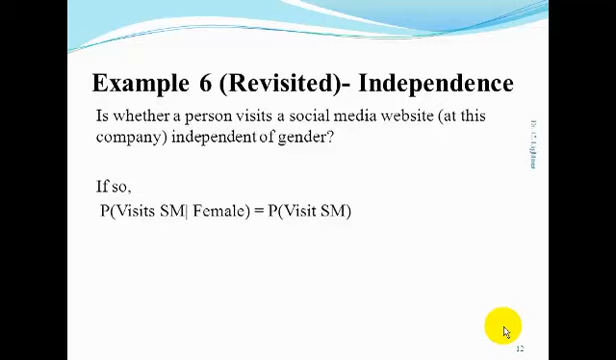 Example 6 (Revisited)- Independence
Is whether a person visits a social media website (at this
company) independent of gender?
If so,
P(Visits SM| Female) = P(Visit SM)
12